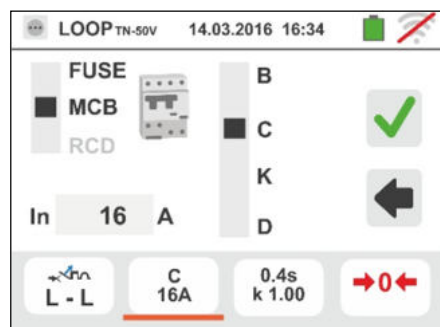 LOOP TN-50V 14.03.2016 16:34
FUSE
MCB
RCD
B
C
K
D
In 16 A
L - L
C
16A
0.4s
k 1.00
→0←